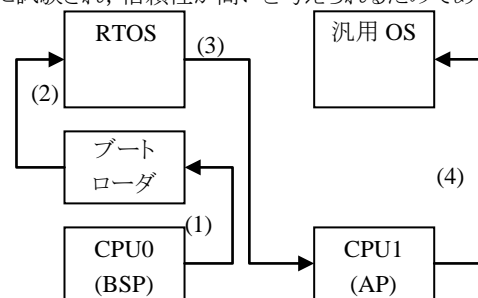 に試験され，信頼性が高いと考えられるためであ
RTOS
(3)
汎用 OS
(2)
ブート
ローダ
(4)
(1)
CPU0
(BSP)
CPU1
(AP)